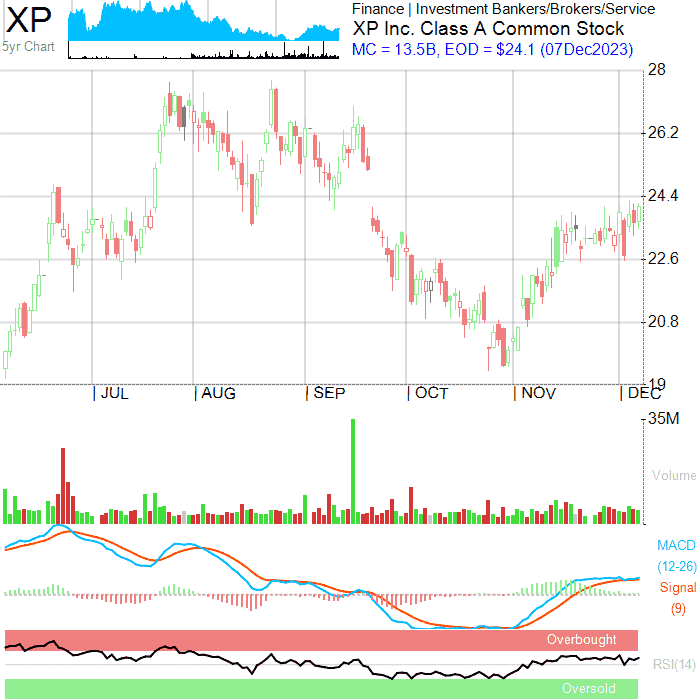 XP
5yr Chart
Finance | Investment Bankers/Brokers/Service
XP Inc. Class A Common Stock
MC = 13.5B, EOD = $24.1 (07Dec2023)
28
26.2
24.4
22.6
20.8
19
| JUL | AUG | SEP | OCT | NOV | DEC
35M
Volume
MACD
(12-26)
Signal
(9)
Overbought
RSI(14)
Oversold